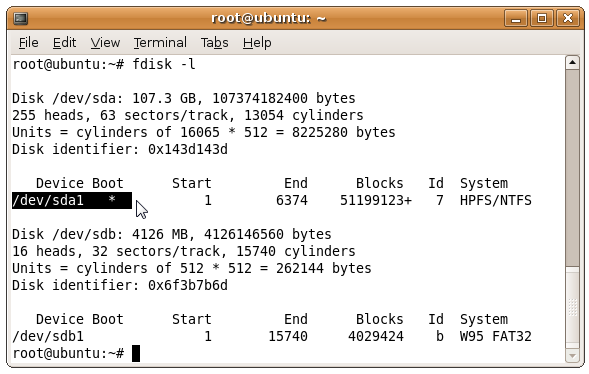 root@ubuntu: ~
File Edit View Terminal Tabs Help
root@ubuntu:~# fdisk -l
Disk /dev/sda: 107.3 GB, 107374182400 bytes
255 heads, 63 sectors/track, 13054 cylinders
Units = cylinders of 16065 * 512 = 8225280 bytes
Disk identifier: 0x143d143d
Device Boot Start End Blocks Id System
/dev/sda1 * 1 6374 51199123+ 7 HPFS/NTFS
Disk /dev/sdb: 4126 MB, 4126146560 bytes
16 heads, 32 sectors/track, 15740 cylinders
Units = cylinders of 512 * 512 = 262144 bytes
Disk identifier: 0x6f3b7b6d
Device Boot Start End Blocks Id System
/dev/sdb1 1 15740 4029424 b W95 FAT32
root@ubuntu:~#